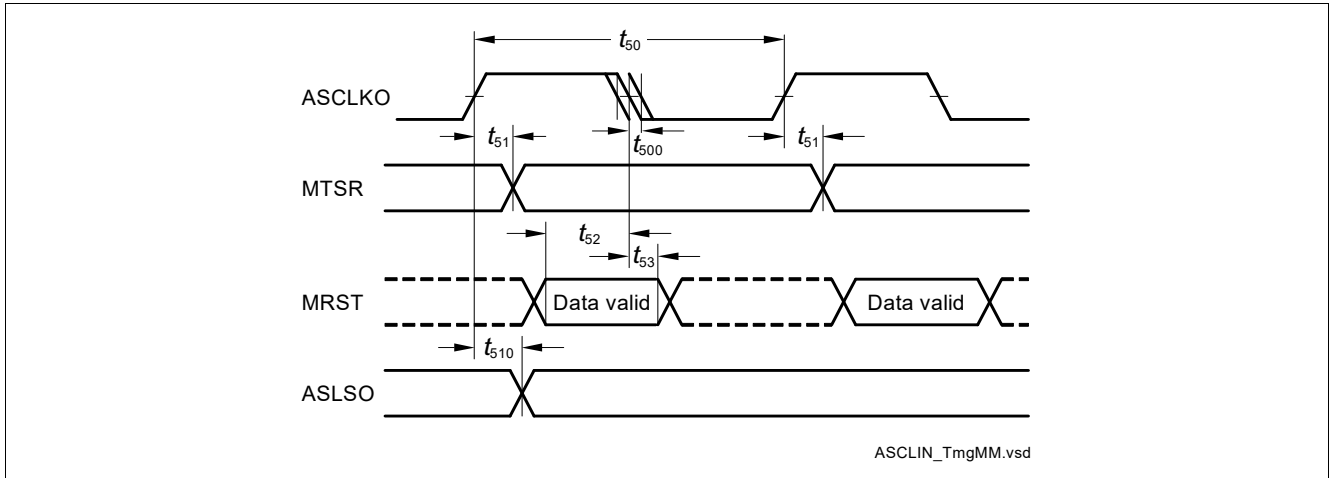 t50
ASCLKO
t51 t500 t51
MTSR
t52
t53
MRST Data valid Data valid
t510
ASLSO
ASCLIN_TmgMM.vsd